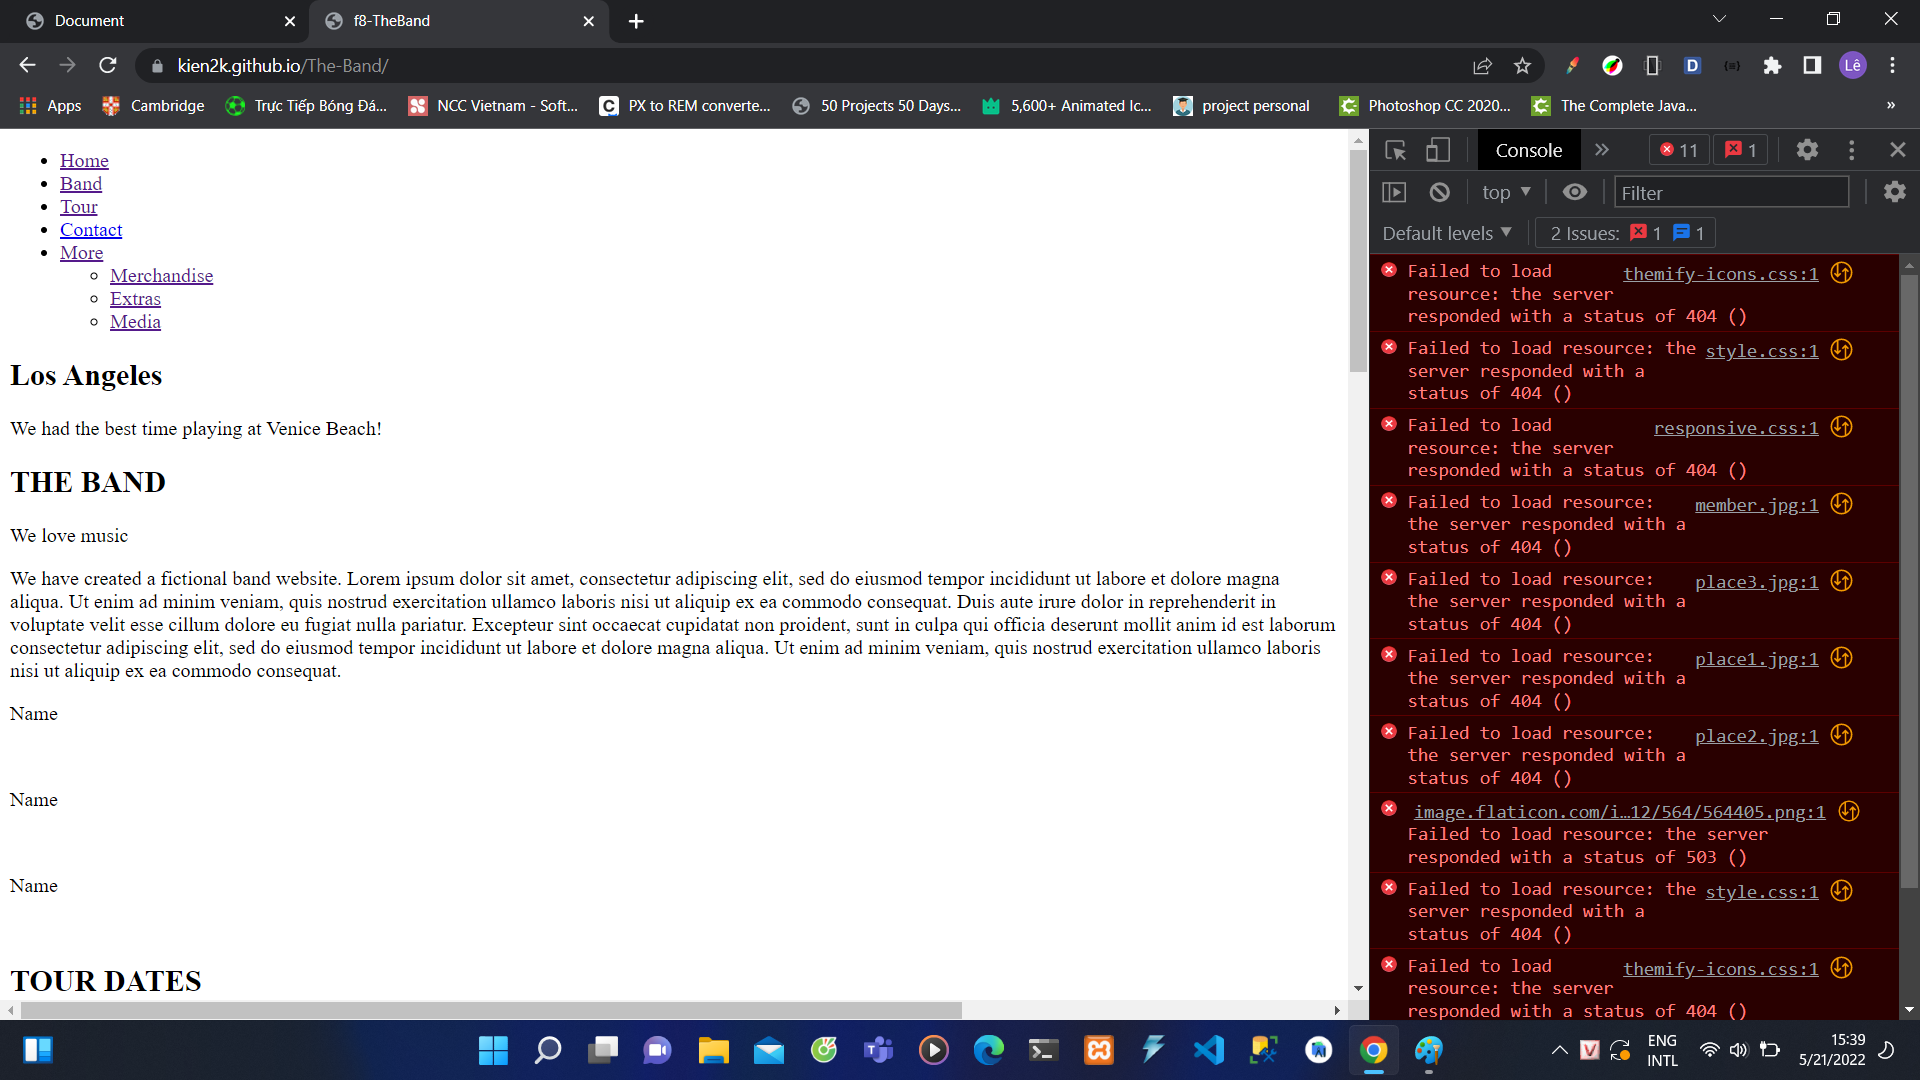 Document
f8-TheBand
kien2k.github.io/The-Band/
Lê
Apps
Cambridge
Trực Tiếp Bóng Đá...
NCC Vietnam - Soft...
PX to REM converte...
50 Projects 50 Days...
5,600+ Animated Ic...
project personal
Photoshop CC 2020...
The Complete Java...
»
Home
Band
Tour
Contact
More
Merchandise
Extras
Media
Los Angeles
We had the best time playing at Venice Beach!
THE BAND
We love music
We have created a fictional band website. Lorem ipsum dolor sit amet, consectetur adipiscing elit, sed do eiusmod tempor incididunt ut labore et dolore magna
aliqua. Ut enim ad minim veniam, quis nostrud exercitation ullamco laboris nisi ut aliquip ex ea commodo consequat. Duis aute irure dolor in reprehenderit in
voluptate velit esse cillum dolore eu fugiat nulla pariatur. Excepteur sint occaecat cupidatat non proident, sunt in culpa qui officia deserunt mollit anim id est laborum
consectetur adipiscing elit, sed do eiusmod tempor incididunt ut labore et dolore magna aliqua. Ut enim ad minim veniam, quis nostrud exercitation ullamco laboris
nisi ut aliquip ex ea commodo consequat.
Name
Name
Name
TOUR DATES
Console
»
11
1
top
Filter
Default levels
2 Issues: 1 1
Failed to load themify-icons.css:1
resource: the server
responded with a status of 404 ()
Failed to load resource: the style.css:1
server responded with a
status of 404 ()
Failed to load responsive.css:1
resource: the server
responded with a status of 404 ()
Failed to load resource: member.jpg:1
the server responded with a
status of 404 ()
Failed to load resource: place3.jpg:1
the server responded with a
status of 404 ()
Failed to load resource: place1.jpg:1
the server responded with a
status of 404 ()
Failed to load resource: place2.jpg:1
the server responded with a
status of 404 ()
image.flaticon.com/i…12/564/564405.png:1
Failed to load resource: the server
responded with a status of 503 ()
Failed to load resource: the style.css:1
server responded with a
status of 404 ()
Failed to load themify-icons.css:1
resource: the server
responded with a status of 404 ()
ENG
INTL
15:39
5/21/2022